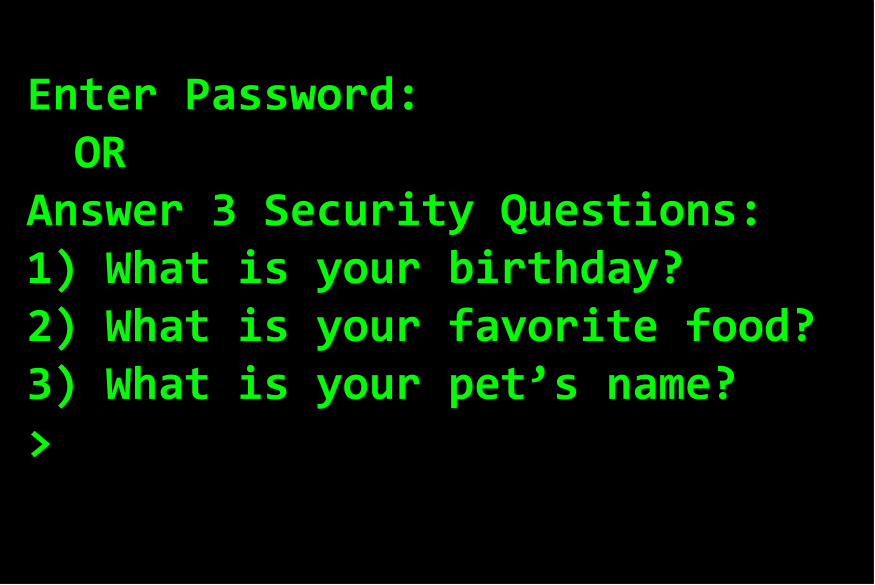 Enter Password:
OR
Answer 3 Security Questions:
1) What is your birthday?
2) What is your favorite food?
3) What is your pet’s name?
>